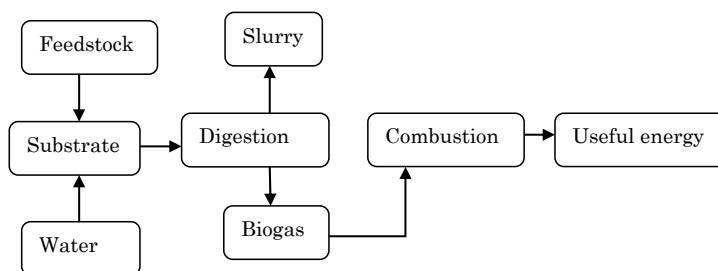 Feedstock
Slurry
Substrate
Digestion
Combustion
Useful energy
Water
Biogas